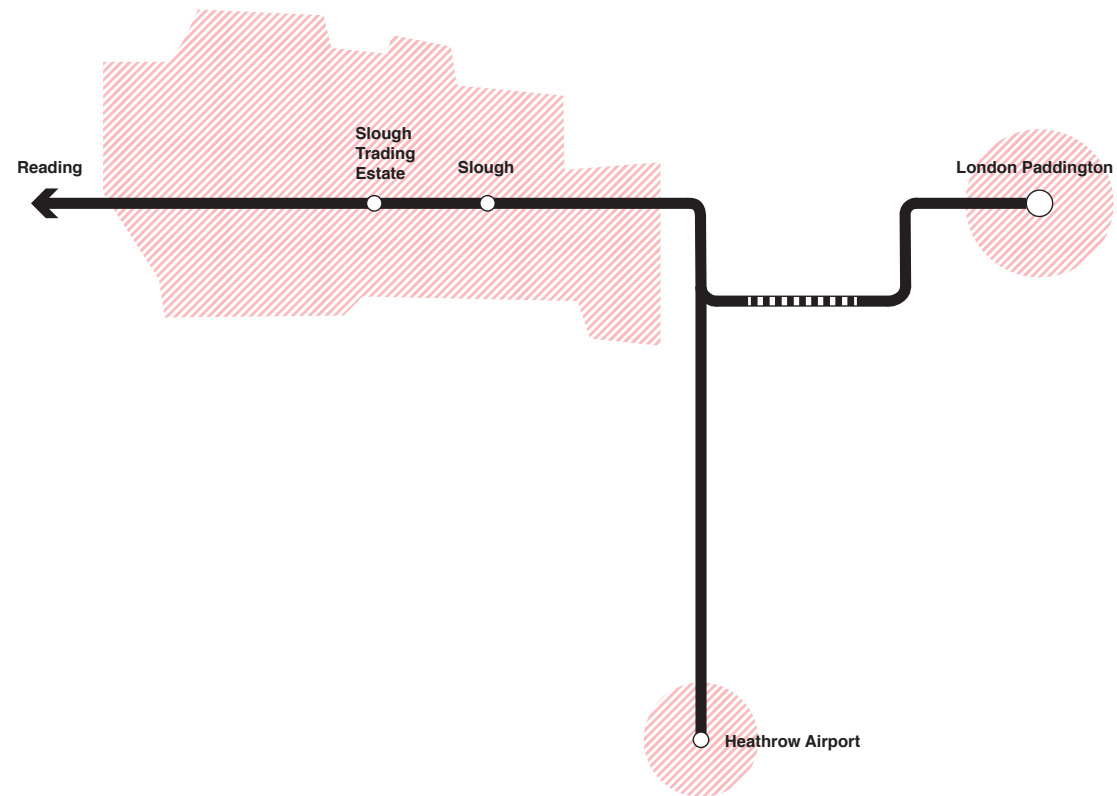 Reading
Slough
Trading
Estate
Slough
London Paddington
Heathrow Airport